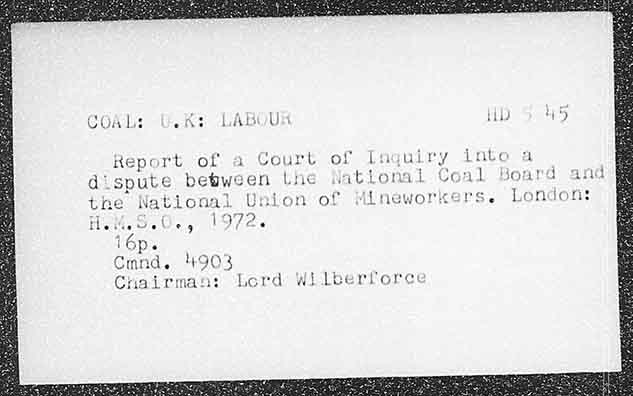 COAL: U.K: LABOUR HD 5 45
Report of a Court of Inquiry into a
dispute between the National Coal Board and
the National Union of Mineworkers. London:
H.M.S.O., 1972.
16p.
Cmnd. 4903
Chairman: Lord Wilberforce